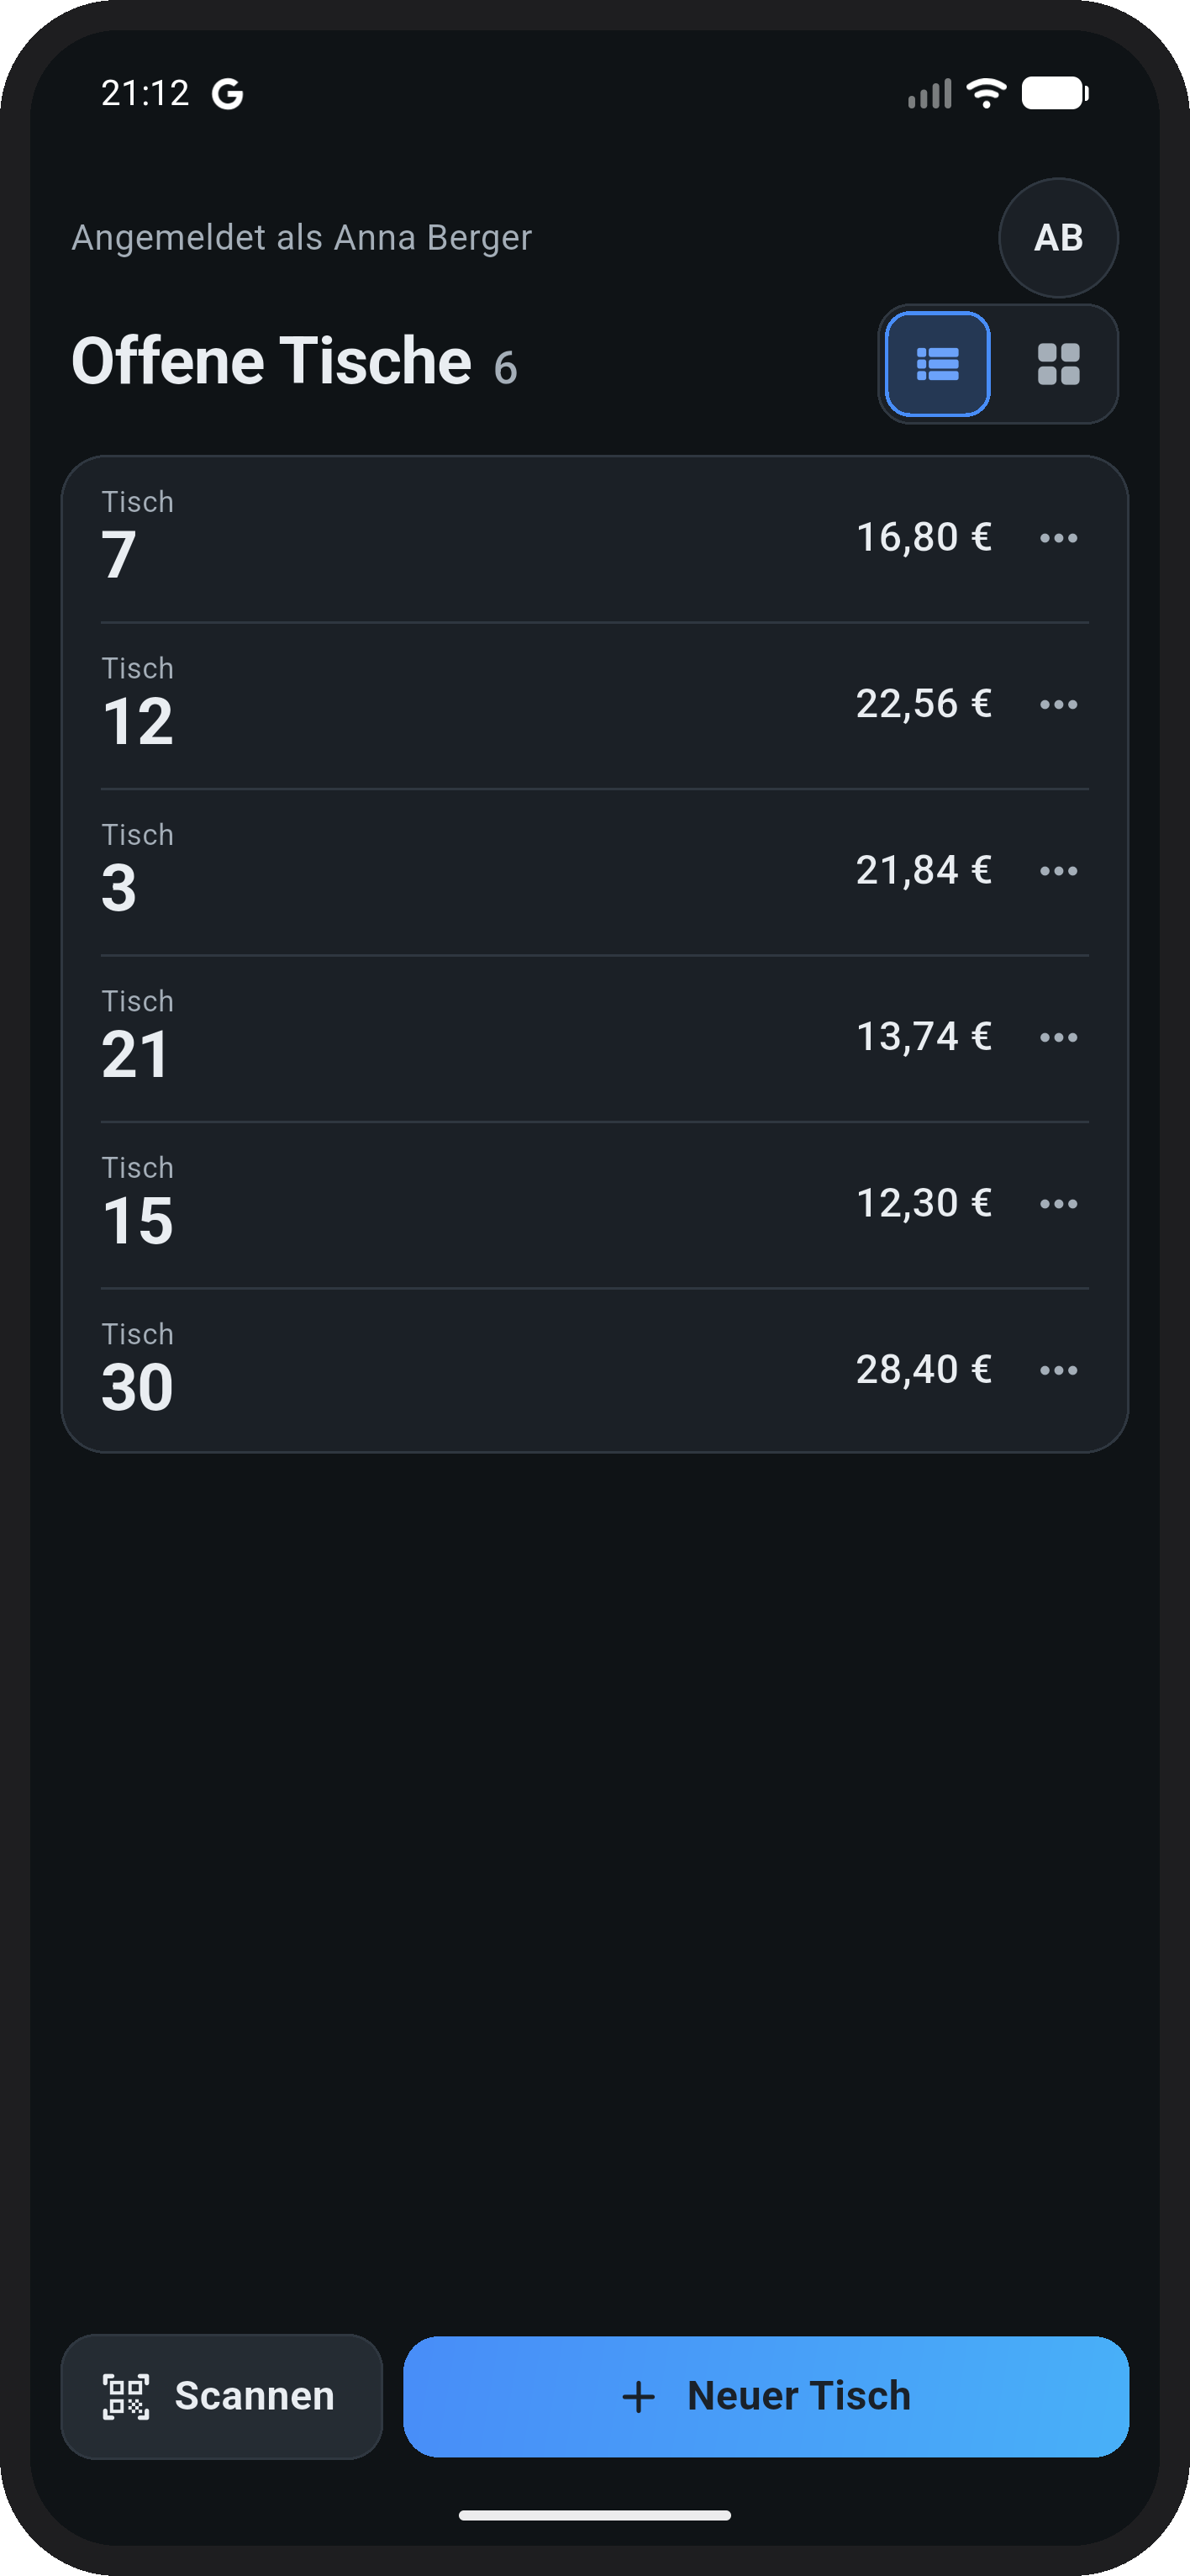 21:12
Angemeldet als Anna Berger
AB
Offene Tische 6
Tisch
7
16,80 €
Tisch
12
22,56 €
Tisch
3
21,84 €
Tisch
21
13,74 €
Tisch
15
12,30 €
Tisch
30
28,40 €
Scannen
+ Neuer Tisch